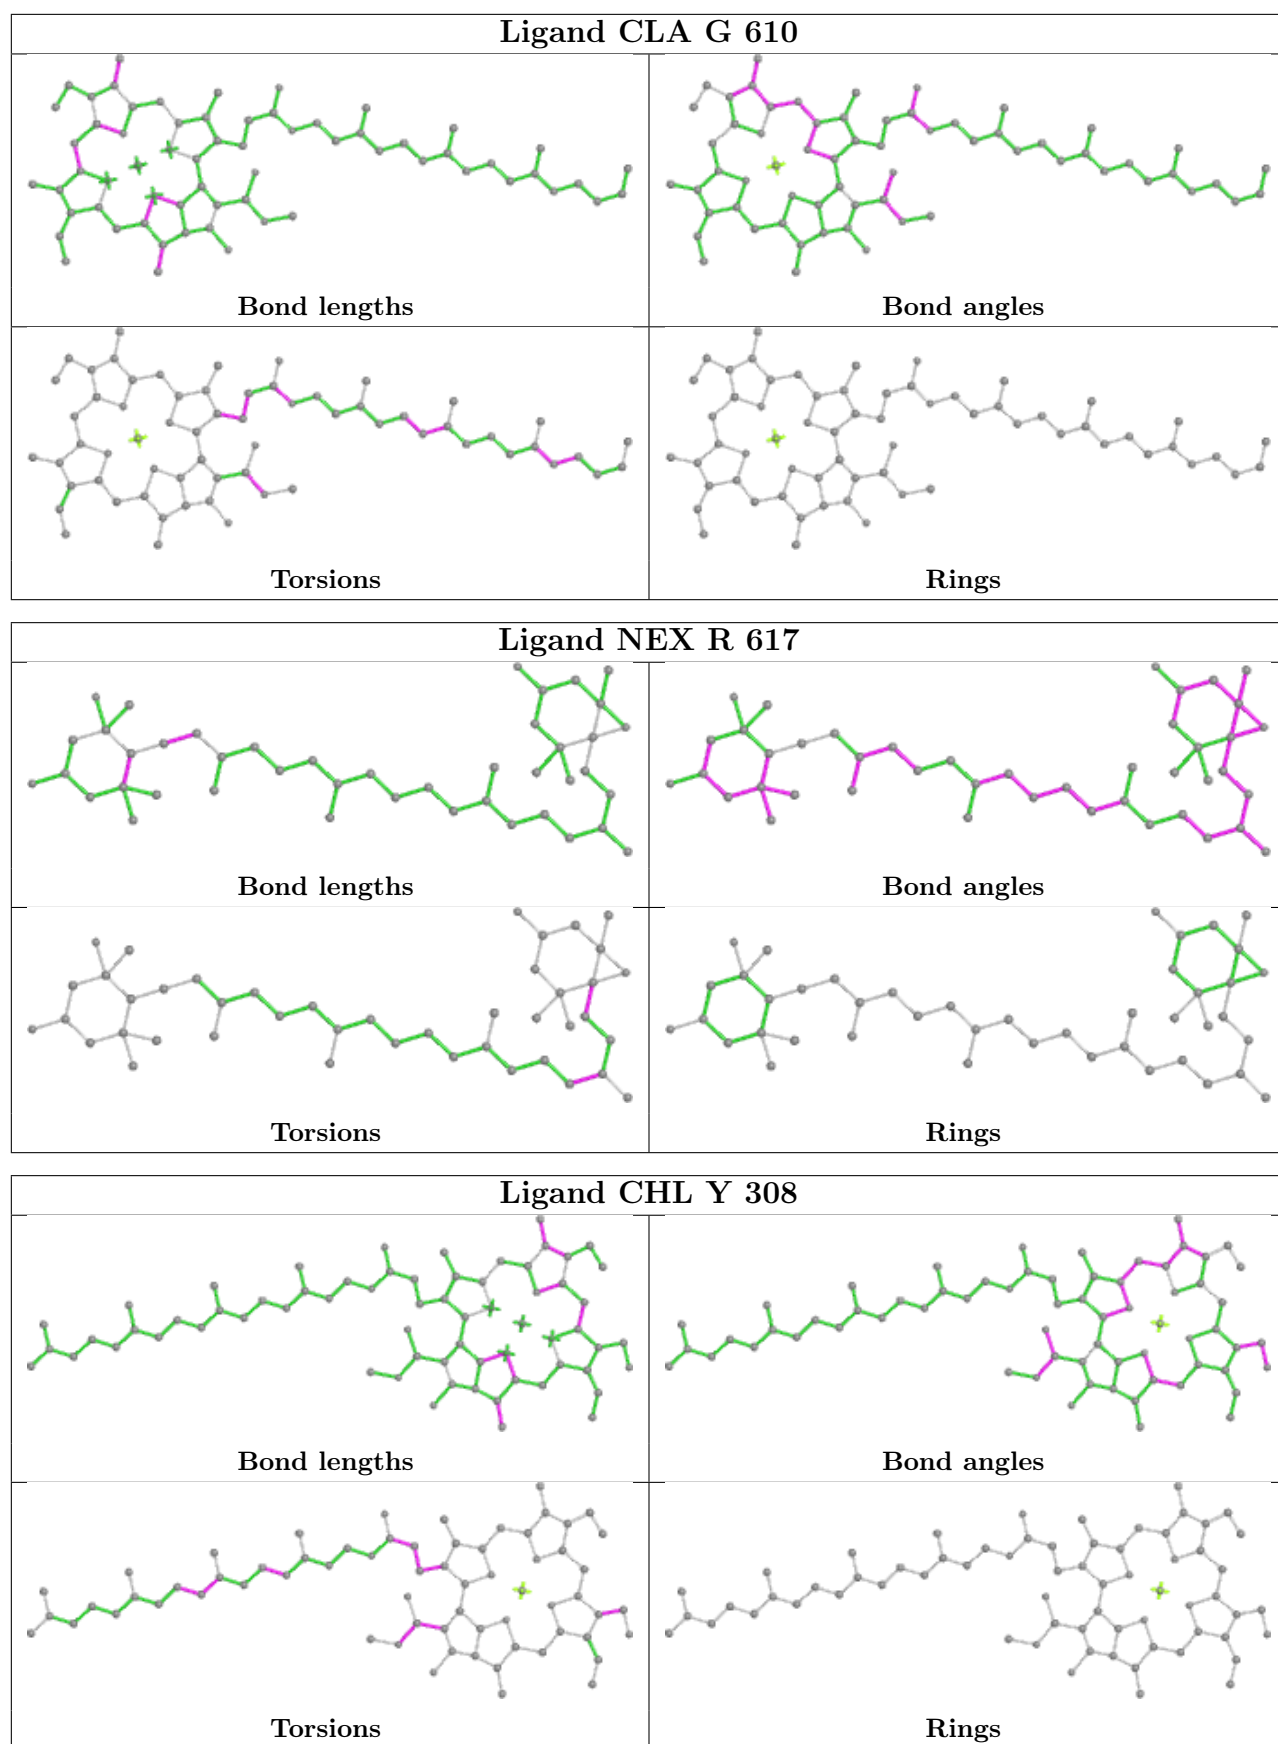 Ligand CLA G 610
Bond lengths
Bond angles
Torsions
Rings
Ligand NEX R 617
Bond lengths
Bond angles
Torsions
Rings
Ligand CHL Y 308
Bond lengths
Bond angles
Torsions
Rings